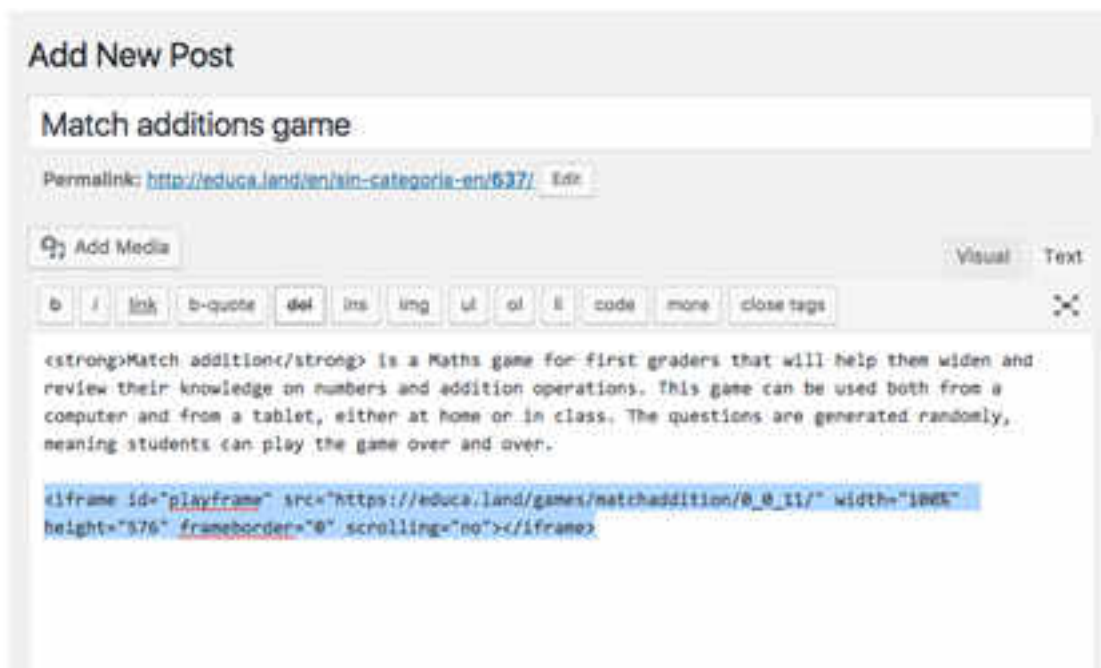 Add New Post
Match additions game
Permalink: http://educa.land/en/sin-categoria-en/637/ Edit
Add Media
Visual Text
b i link b-quote del ins img ul ol li code more close tags
<strong>Match addition</strong> is a Maths game for first graders that will help them widen and
review their knowledge on numbers and addition operations. This game can be used both from a
computer and from a tablet, either at home or in class. The questions are generated randomly,
meaning students can play the game over and over.
<iframe id="playframe" src="https://educa.land/games/matchaddition/0_0_11/" width="100%"
height="576" frameborder="0" scrolling="no"></iframe>